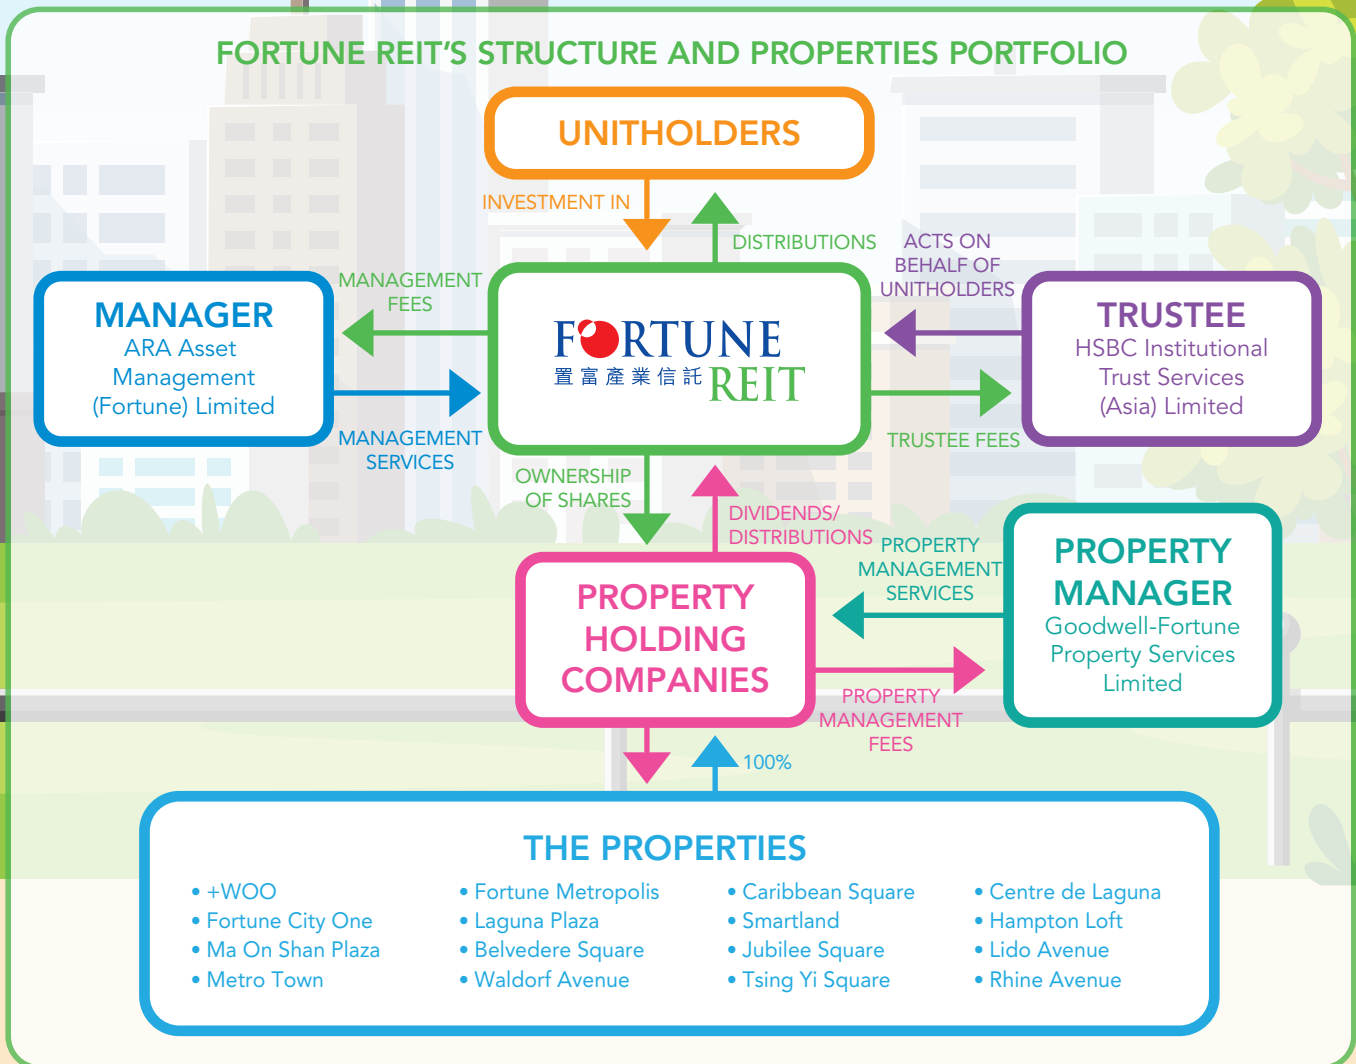 FORTUNE REIT'S STRUCTURE AND PROPERTIES PORTFOLIO
UNITHOLDERS
INVESTMENT IN
DISTRIBUTIONS
ACTS ON
BEHALF OF
UNITHOLDERS
MANAGEMENT
FEES
MANAGER
ARA Asset
Management
(Fortune) Limited
MANAGEMENT
SERVICES
FORTUNE
置富產業信託 REIT
TRUSTEE
HSBC Institutional
Trust Services
(Asia) Limited
TRUSTEE FEES
OWNERSHIP
OF SHARES
DIVIDENDS/
DISTRIBUTIONS
PROPERTY
MANAGEMENT
SERVICES
PROPERTY
MANAGER
Goodwell-Fortune
Property Services
Limited
PROPERTY
HOLDING
COMPANIES
PROPERTY
MANAGEMENT
FEES
100%
THE PROPERTIES
• +WOO
• Fortune City One
• Ma On Shan Plaza
• Metro Town
• Fortune Metropolis
• Laguna Plaza
• Belvedere Square
• Waldorf Avenue
• Caribbean Square
• Smartland
• Jubilee Square
• Tsing Yi Square
• Centre de Laguna
• Hampton Loft
• Lido Avenue
• Rhine Avenue